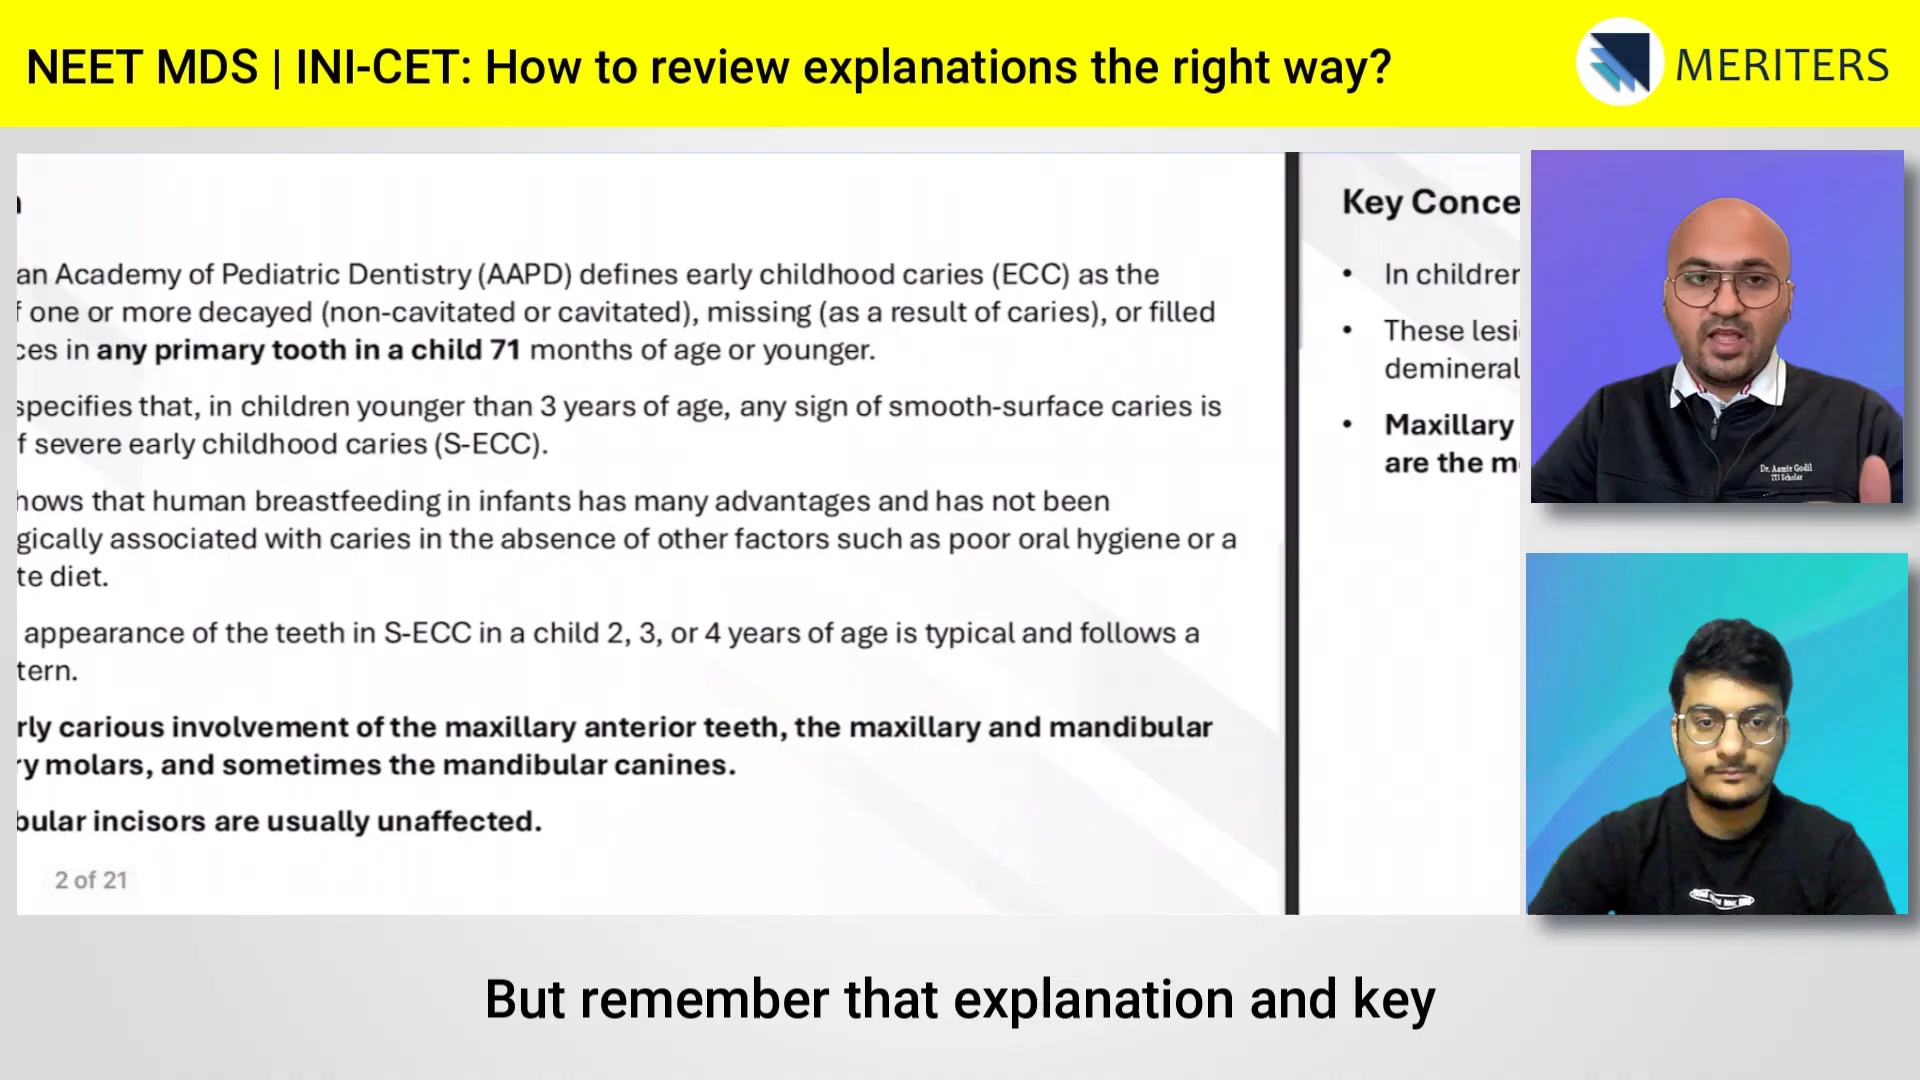 NEET MDS | INI-CET: How to review explanations the right way?
MERITERS
an Academy of Pediatric Dentistry (AAPD) defines early childhood caries (ECC) as the
f one or more decayed (non-cavitated or cavitated), missing (as a result of caries), or filled
ces in any primary tooth in a child 71 months of age or younger.
specifies that, in children younger than 3 years of age, any sign of smooth-surface caries is
f severe early childhood caries (S-ECC).
hows that human breastfeeding in infants has many advantages and has not been
gically associated with caries in the absence of other factors such as poor oral hygiene or a
te diet.
appearance of the teeth in S-ECC in a child 2, 3, or 4 years of age is typical and follows a
tern.
rly carious involvement of the maxillary anterior teeth, the maxillary and mandibular
ry molars, and sometimes the mandibular canines.
bular incisors are usually unaffected.
2 of 21
Key Conce
• In children
• These lesi
demineral
• Maxillary
are the m
Dr. Aamir Godil
ITI Scholar
But remember that explanation and key